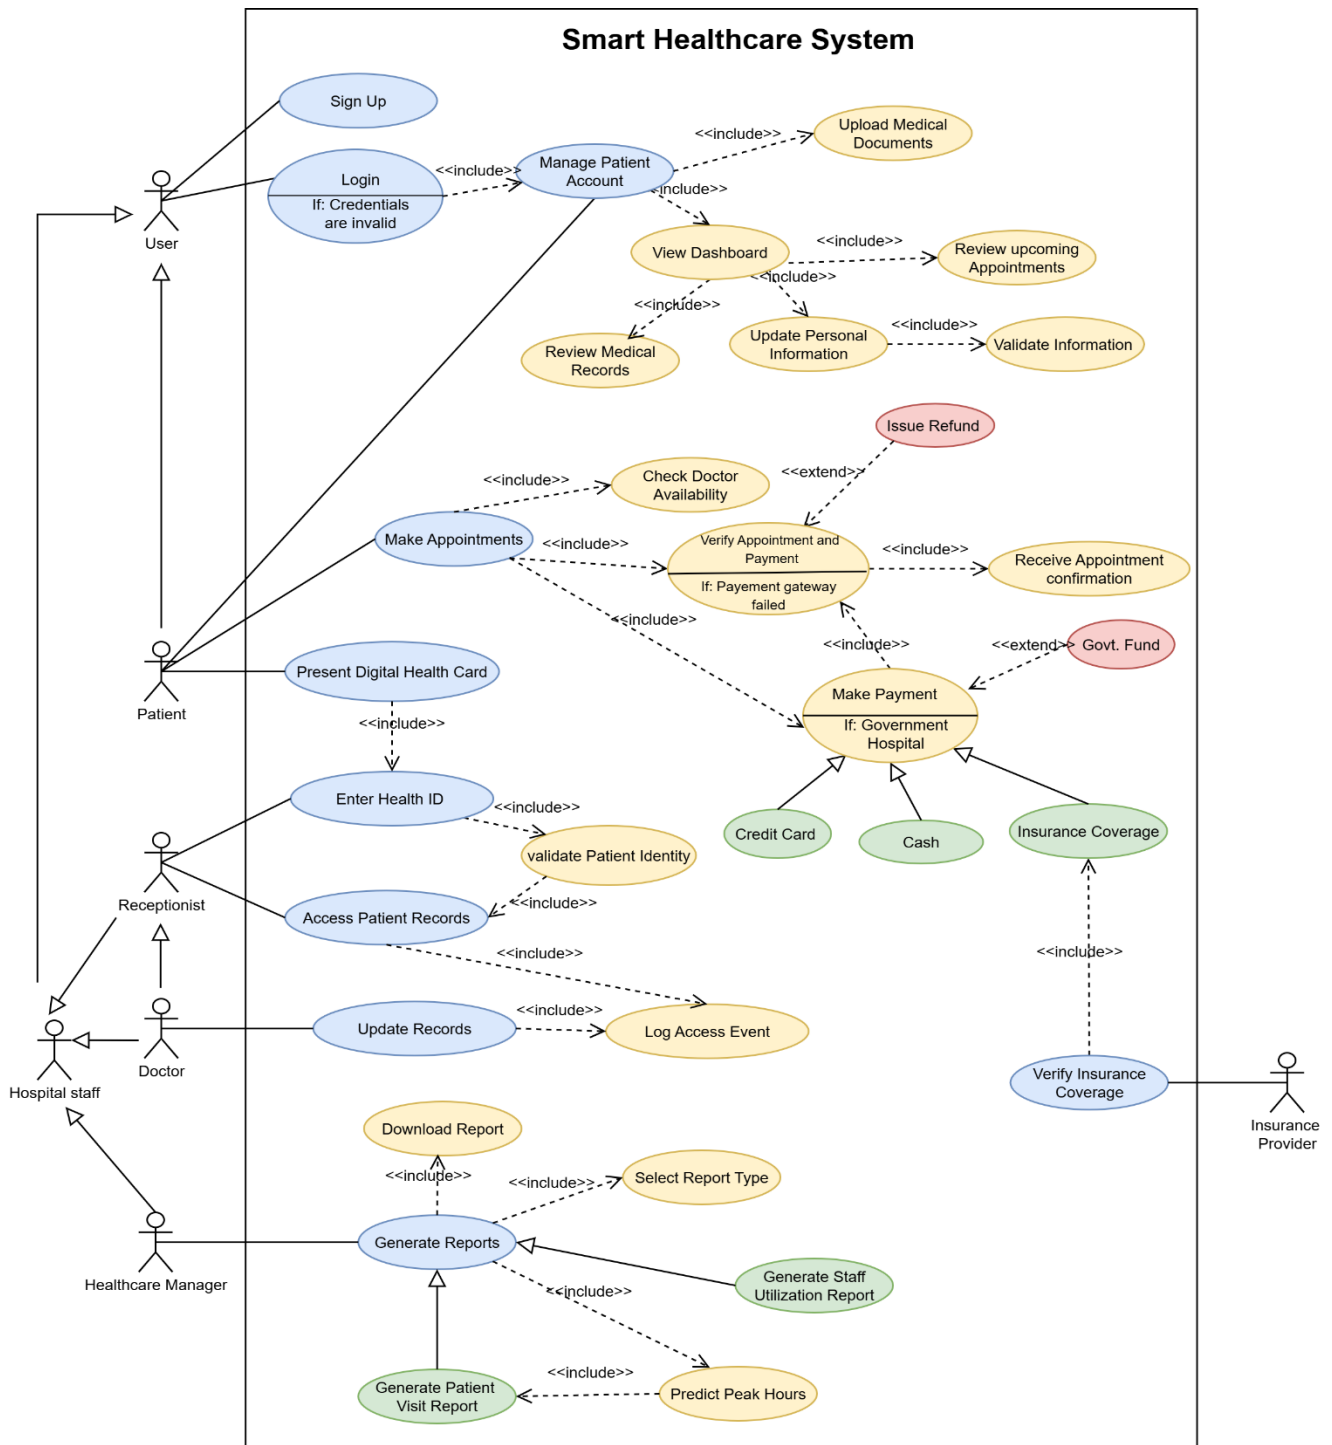 Smart Healthcare System
Sign Up
<<include>>
Upload Medical
Documents
Login
If: Credentials
are invalid
<<include>>
Manage Patient
Account
<<include>>
User
View Dashboard
<<include>>
Review upcoming
Appointments
<<include>>
<<include>>
Review Medical
Records
Update Personal
Information
<<include>>
Validate Information
Issue Refund
<<extend>>
<<include>>
Check Doctor
Availability
Make Appointments
<<include>>
Verify Appointment and
Payment
If: Payement gateway
failed
<<include>>
Receive Appointment
confirmation
<<include>>
<<include>>
<<extend>>
Govt. Fund
Patient
Present Digital Health Card
<<include>>
Make Payment
If: Government
Hospital
Enter Health ID
<<include>>
Credit Card
Cash
Insurance Coverage
validate Patient Identity
<<include>>
Receptionist
Access Patient Records
<<include>>
<<include>>
Update Records
<<include>>
Log Access Event
Doctor
Hospital staff
Verify Insurance
Coverage
Insurance
Provider
Download Report
<<include>>
<<include>>
Select Report Type
Generate Reports
Healthcare Manager
<<include>>
Generate Staff
Utilization Report
<<include>>
Generate Patient
Visit Report
Predict Peak Hours